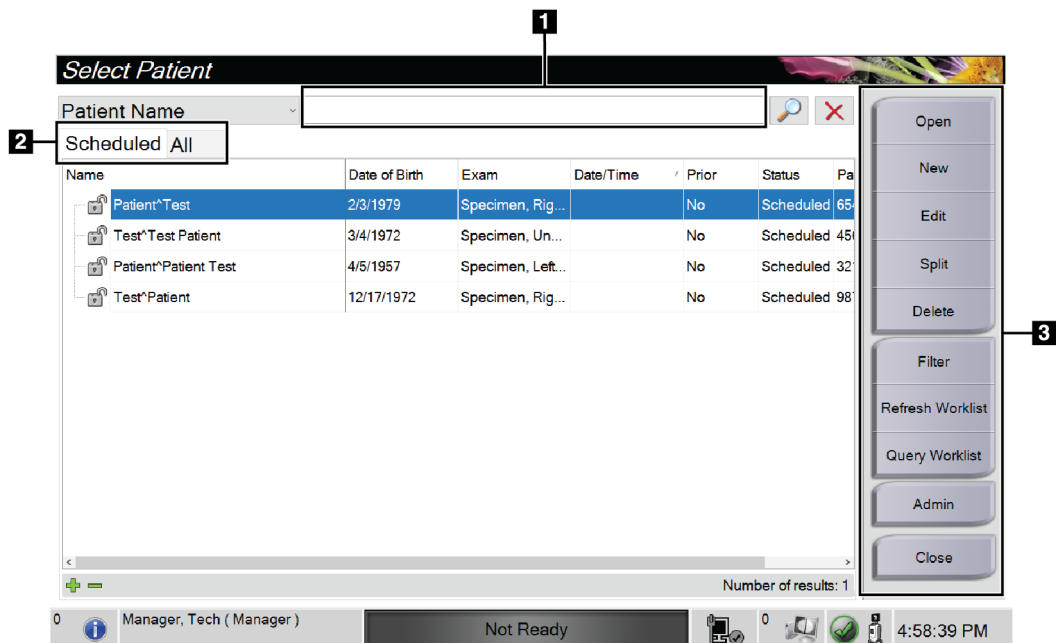 1
Select Patient
Patient Name
2
Scheduled All
Name Date of Birth Exam Date/Time Prior Status Pa
Patient^Test 2/3/1979 Specimen, Rig... No Scheduled 654
Test^Test Patient 3/4/1972 Specimen, Un... No Scheduled 456
Patient^Patient Test 4/5/1957 Specimen, Left... No Scheduled 321
Test^Patient 12/17/1972 Specimen, Rig... No Scheduled 987
Number of results: 1
Open
New
Edit
Split
Delete
3
Filter
Refresh Worklist
Query Worklist
Admin
Close
0 Manager, Tech ( Manager ) Not Ready 0 4:58:39 PM